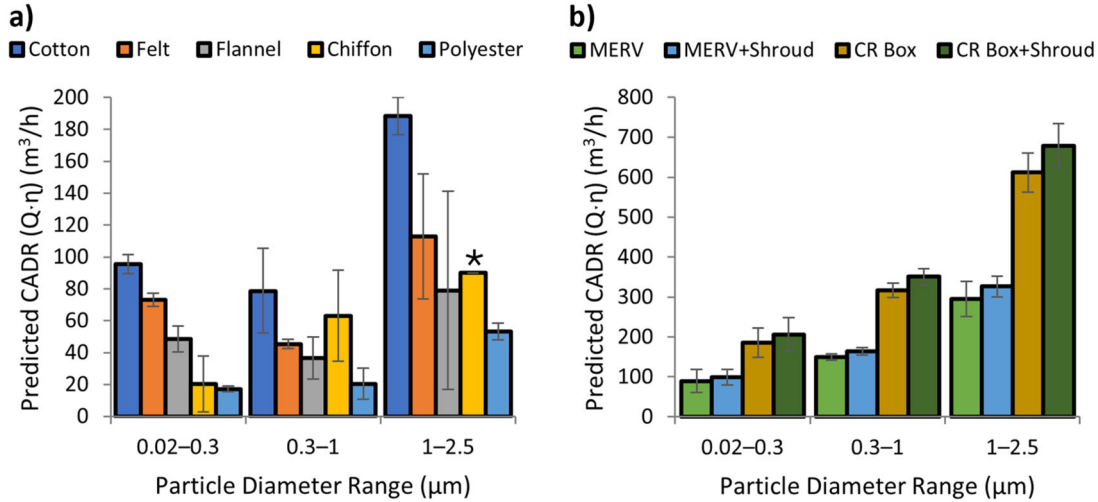 a)
Cotton Felt Flannel Chiffon Polyester
Predicted CADR (Q·η) (m³/h)
200
180
160
140
120
100
80
60
40
20
0
*
0.02–0.3 0.3–1 1–2.5
Particle Diameter Range (μm)
b)
MERV MERV+Shroud CR Box CR Box+Shroud
Predicted CADR (Q·η) (m³/h)
800
700
600
500
400
300
200
100
0
0.02–0.3 0.3–1 1–2.5
Particle Diameter Range (μm)